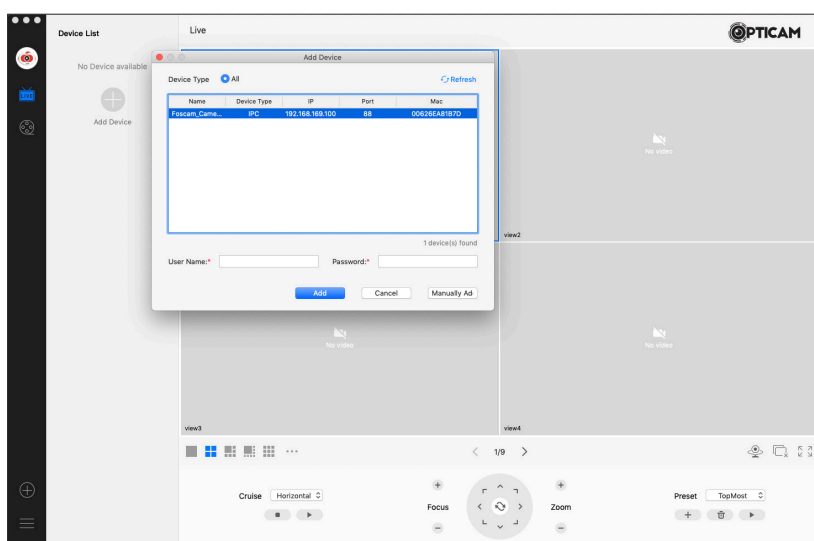 Device List
Live
OPTICAM
No Device available
LIVE
Add Device
Add Device
Device Type All Refresh
Name Device Type IP Port Mac
Foscam_Came... IPC 192.168.169.100 88 00626EA81B7D
1 device(s) found
User Name:* Password:*
Add Cancel Manually Ad
No video
view2
No video
No video
view3
view4
1/9
Cruise Horizontal
Focus
Zoom
Preset TopMost